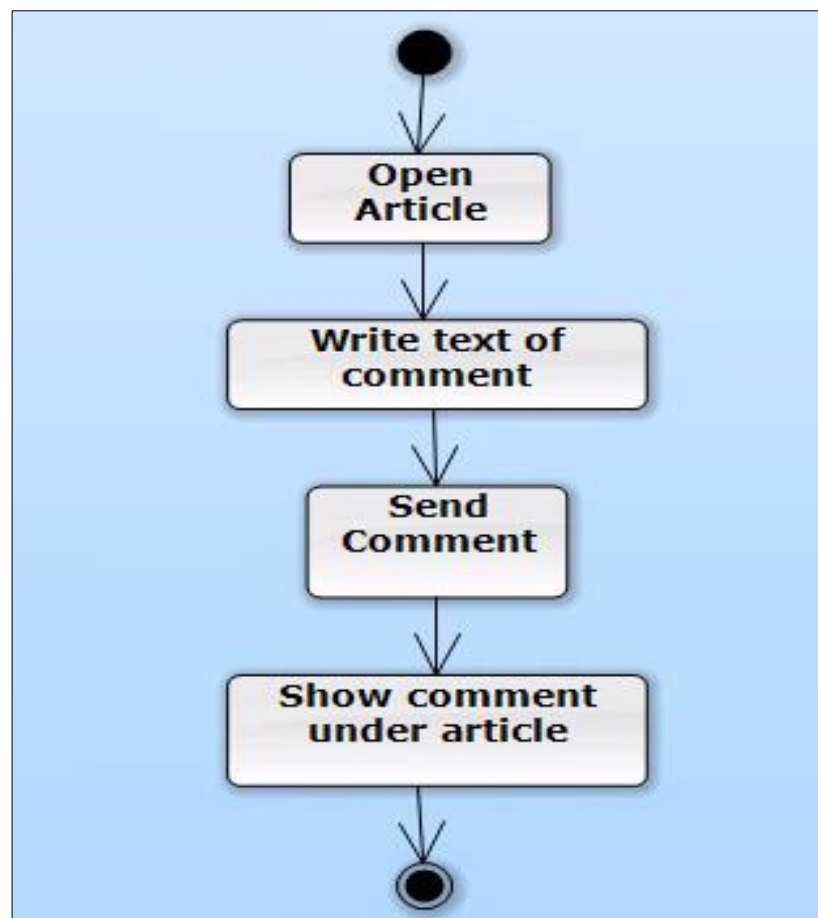 Open
Article
Write text of
comment
Send
Comment
Show comment
under article